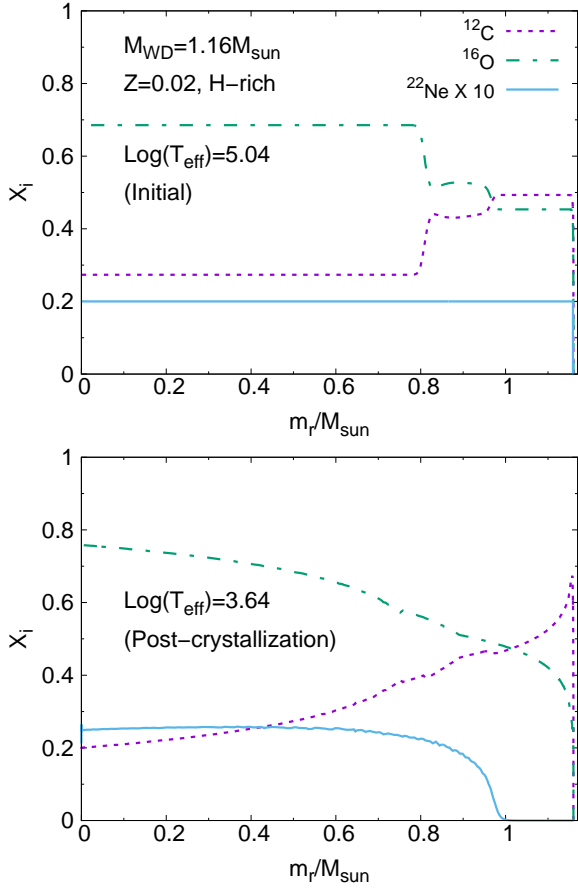 1
0.8
0.6
0.4
0.2
0
X_i
M_WD=1.16M_sun
Z=0.02, H−rich
Log(T_eff)=5.04
(Initial)
^12C
^16O
^22Ne X 10
0 0.2 0.4 0.6 0.8 1
m_r/M_sun
1
0.8
0.6
0.4
0.2
0
X_i
Log(T_eff)=3.64
(Post−crystallization)
0 0.2 0.4 0.6 0.8 1
m_r/M_sun